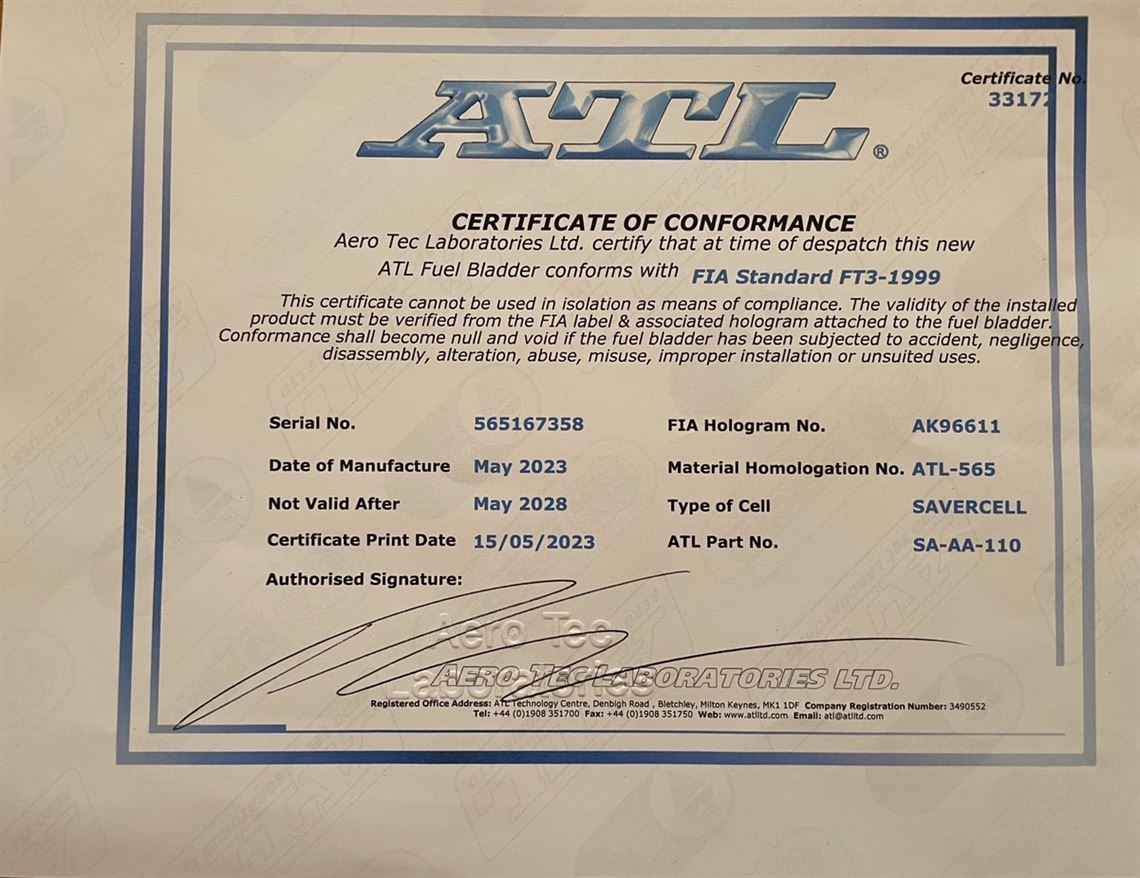 Certificate No.
33172
ATL®
CERTIFICATE OF CONFORMANCE
Aero Tec Laboratories Ltd. certify that at time of despatch this new
ATL Fuel Bladder conforms with FIA Standard FT3-1999
This certificate cannot be used in isolation as means of compliance. The validity of the installed
product must be verified from the FIA label & associated hologram attached to the fuel bladder.
Conformance shall become null and void if the fuel bladder has been subjected to accident, negligence,
disassembly, alteration, abuse, misuse, improper installation or unsuited uses.
Serial No. 565167358 FIA Hologram No. AK96611
Date of Manufacture May 2023 Material Homologation No. ATL-565
Not Valid After May 2028 Type of Cell SAVERCELL
Certificate Print Date 15/05/2023 ATL Part No. SA-AA-110
Authorised Signature:
Aero Tec
Laboratories
AERO TEC LABORATORIES LTD.
Registered Office Address: ATL Technology Centre, Denbigh Road , Bletchley, Milton Keynes, MK1 1DF Company Registration Number: 3490552
Tel: +44 (0)1908 351700 Fax: +44 (0)1908 351750 Web: www.atlltd.com Email: atl@atlltd.com